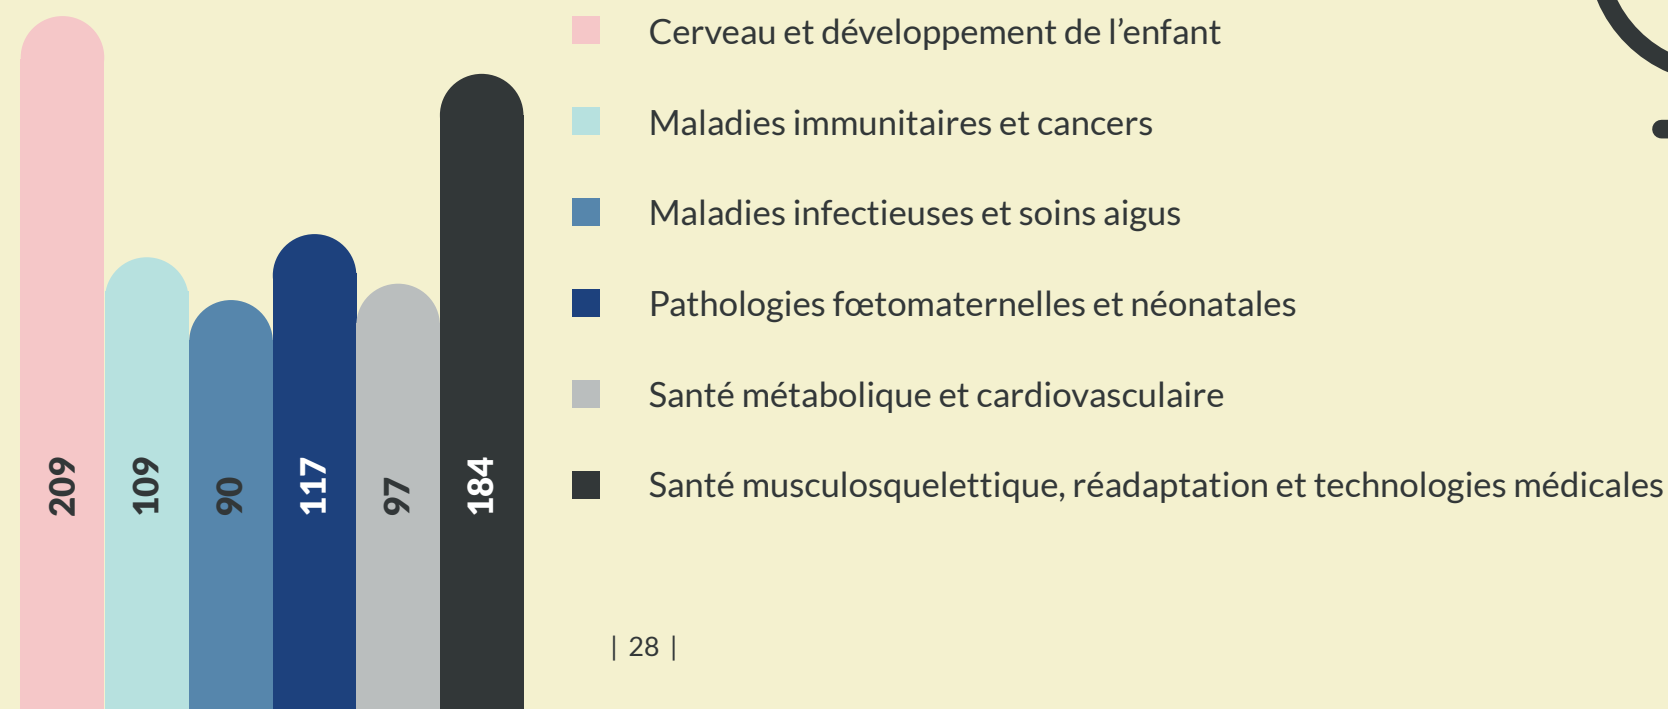 Cerveau et développement de l’enfant
Maladies immunitaires et cancers
Maladies infectieuses et soins aigus
Pathologies fœtomaternelles et néonatales
Santé métabolique et cardiovasculaire
Santé musculosquelettique, réadaptation et technologies médicales
209
109
90
117
97
184
| 28 |